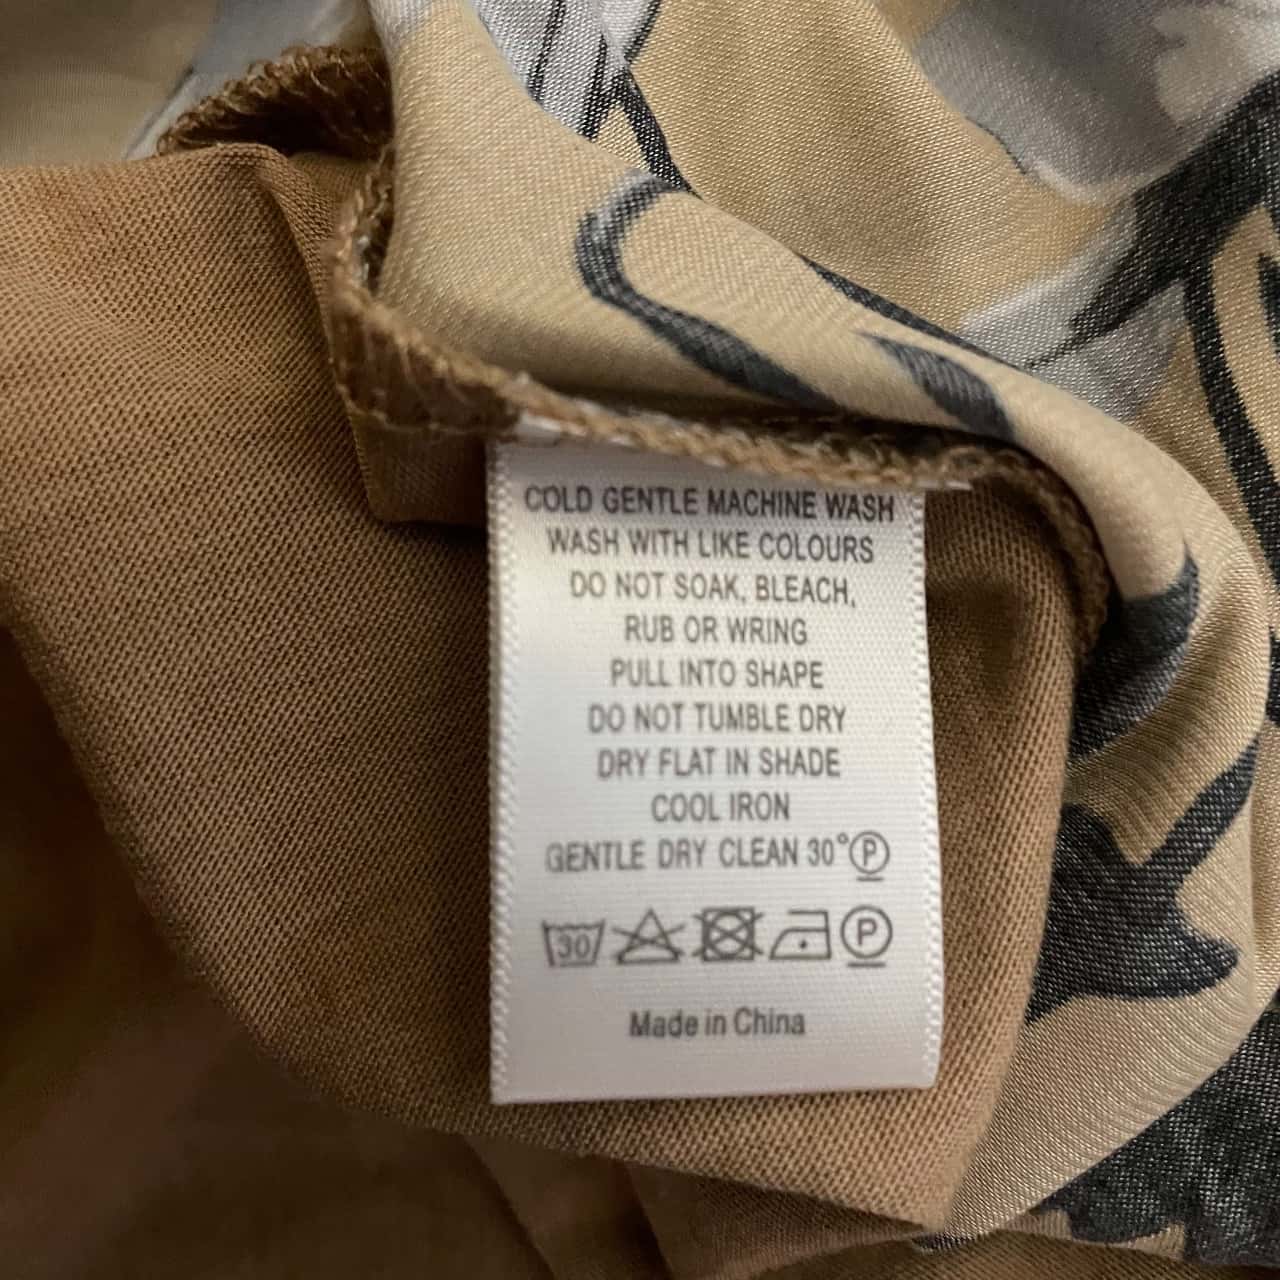 COLD GENTLE MACHINE WASH
WASH WITH LIKE COLOURS
DO NOT SOAK, BLEACH,
RUB OR WRING
PULL INTO SHAPE
DO NOT TUMBLE DRY
DRY FLAT IN SHADE
COOL IRON
GENTLE DRY CLEAN 30° P
30 P
Made in China